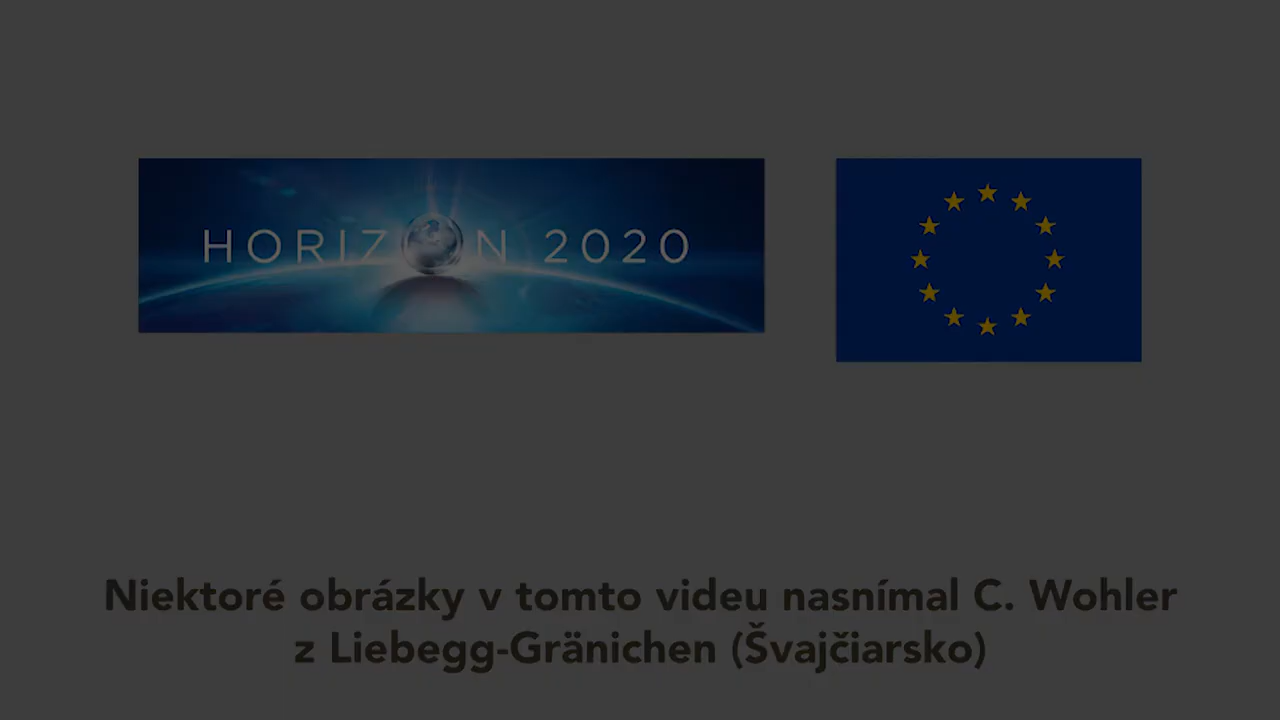 HORIZON 2020
Niektoré obrázky v tomto videu nasnímal C. Wohler
z Liebegg-Gränichen (Švajčiarsko)